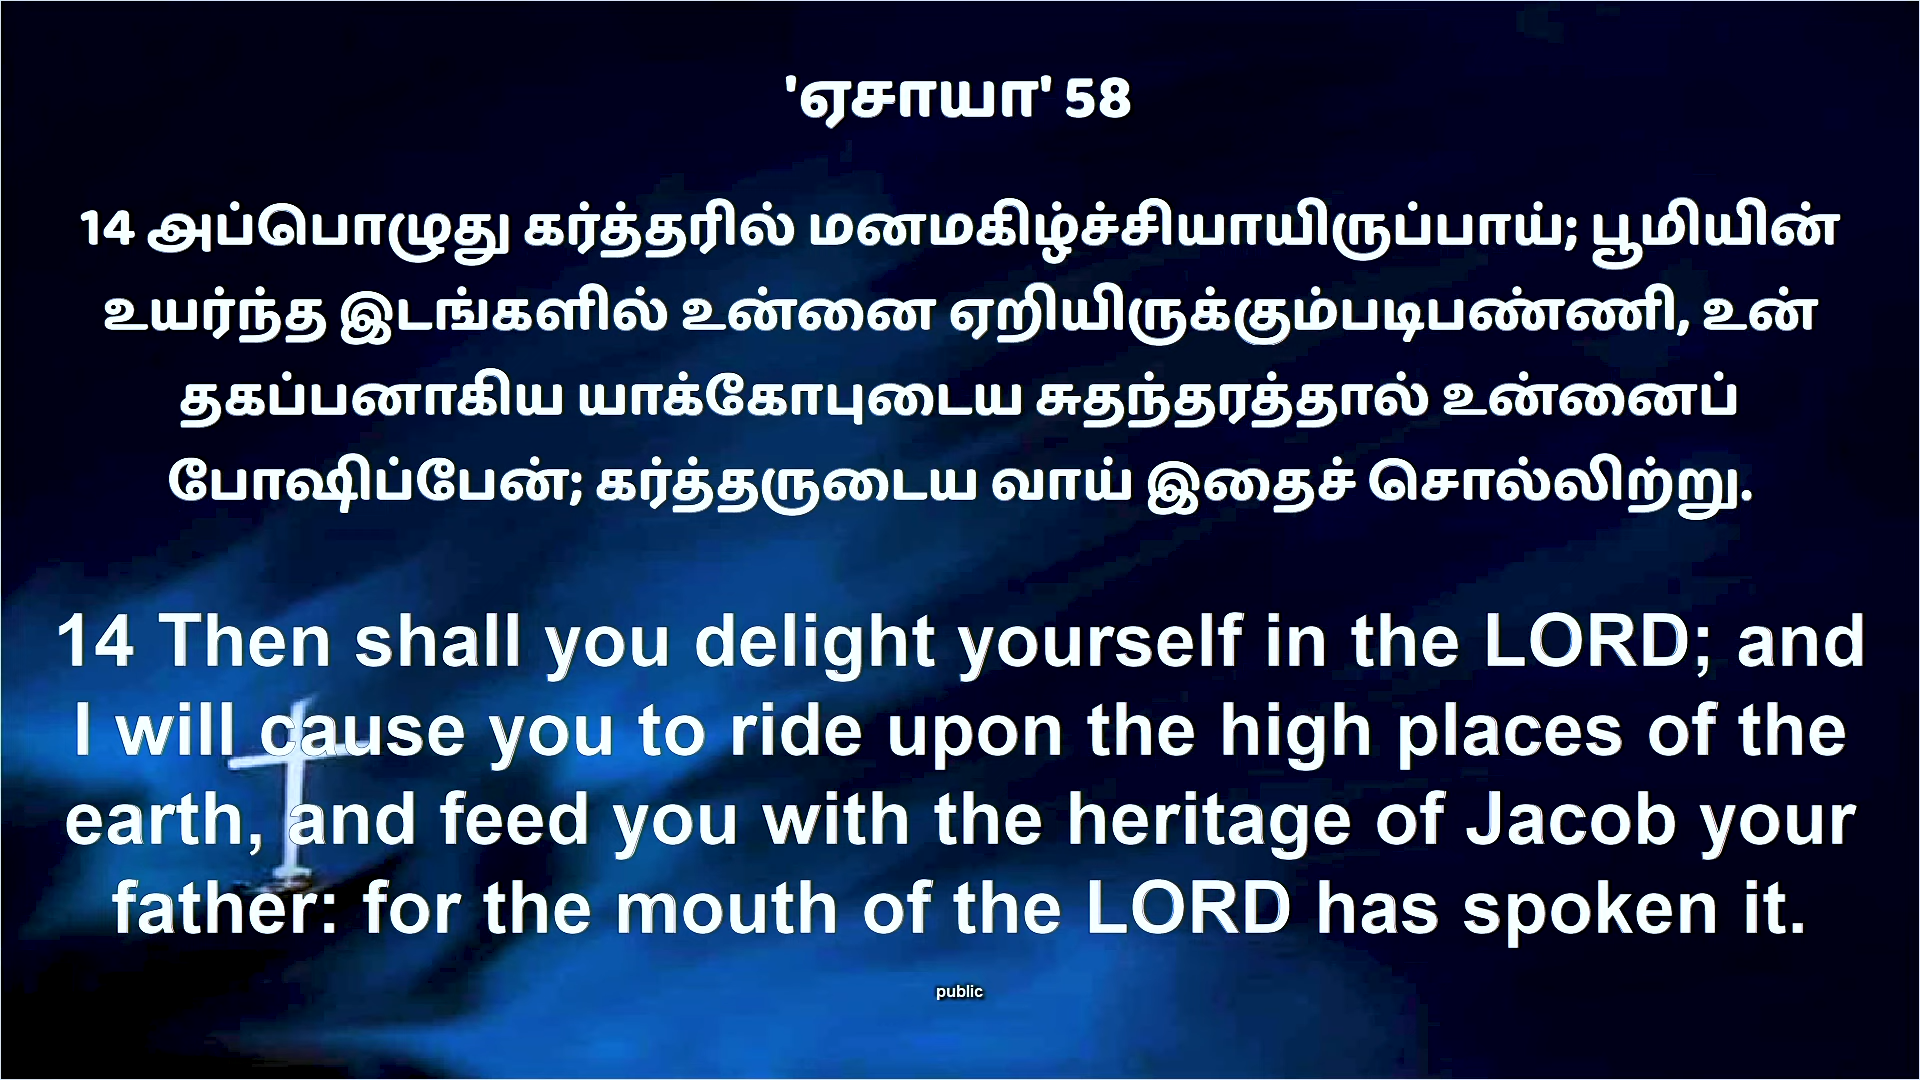 'ஏசாயா' 58
14 அப்பொழுது கர்த்தரில் மனமகிழ்ச்சியாயிருப்பாய்; பூமியின்
உயர்ந்த இடங்களில் உன்னை ஏறியிருக்கும்படிபண்ணி, உன்
தகப்பனாகிய யாக்கோபுடைய சுதந்தரத்தால் உன்னைப்
போஷிப்பேன்; கர்த்தருடைய வாய் இதைச் சொல்லிற்று.
14 Then shall you delight yourself in the LORD; and
I will cause you to ride upon the high places of the
earth, and feed you with the heritage of Jacob your
father: for the mouth of the LORD has spoken it.
public